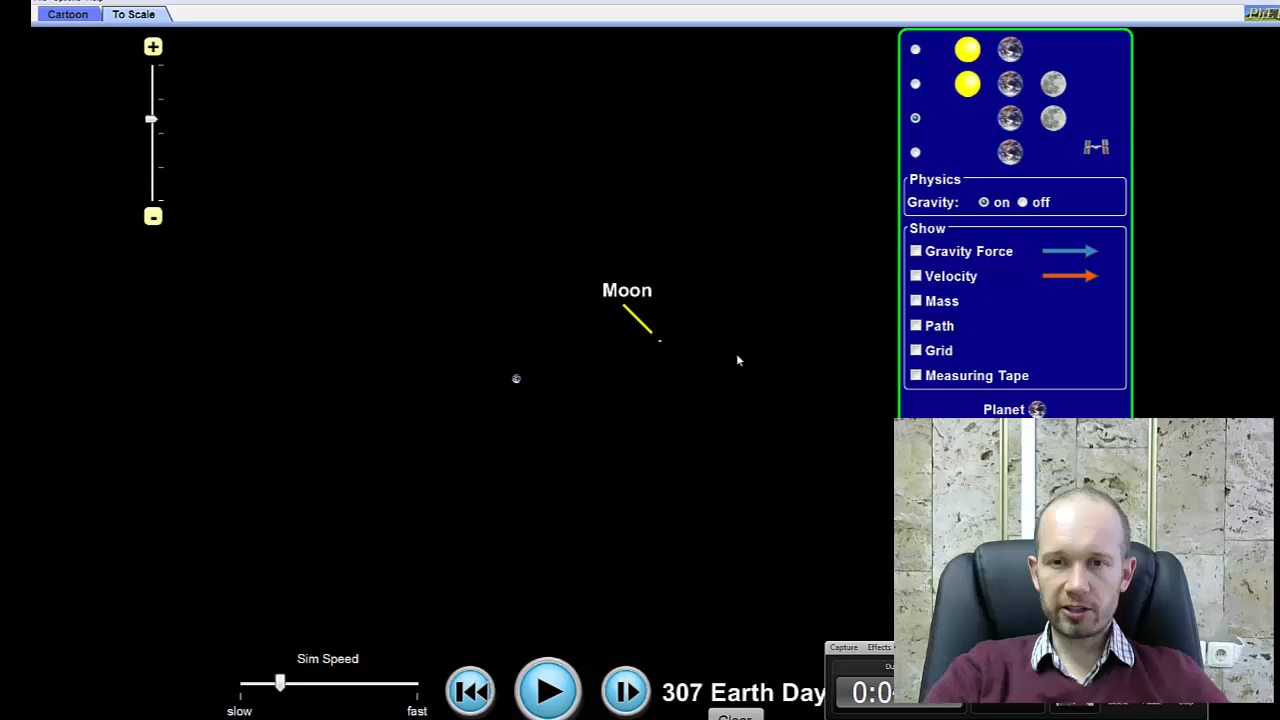 Cartoon To Scale
PhET
+
-
Physics
Gravity: on off
Show
Gravity Force
Velocity
Mass
Path
Grid
Measuring Tape
Planet
Moon
Sim Speed
slow fast
307 Earth Day
Capture Effects